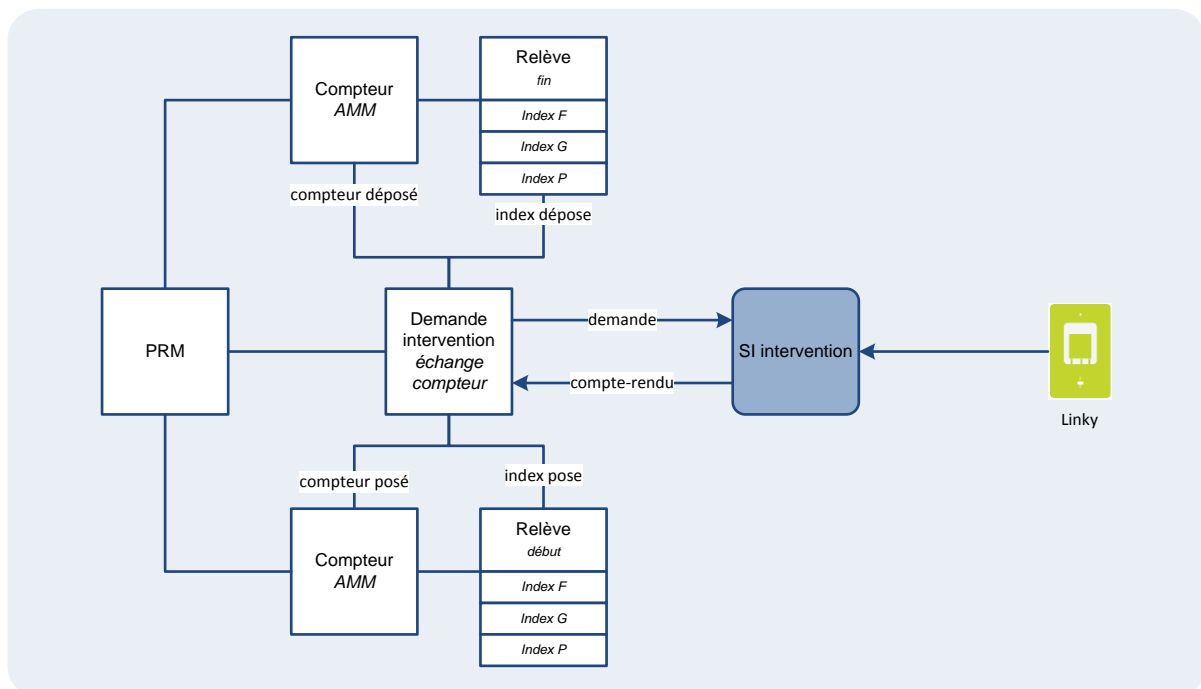 Compteur
AMM
Relève
fin
Index F
Index G
Index P
compteur déposé
index dépose
PRM
Demande
intervention
échange
compteur
demande
compte-rendu
SI intervention
Linky
compteur posé
index pose
Compteur
AMM
Relève
début
Index F
Index G
Index P